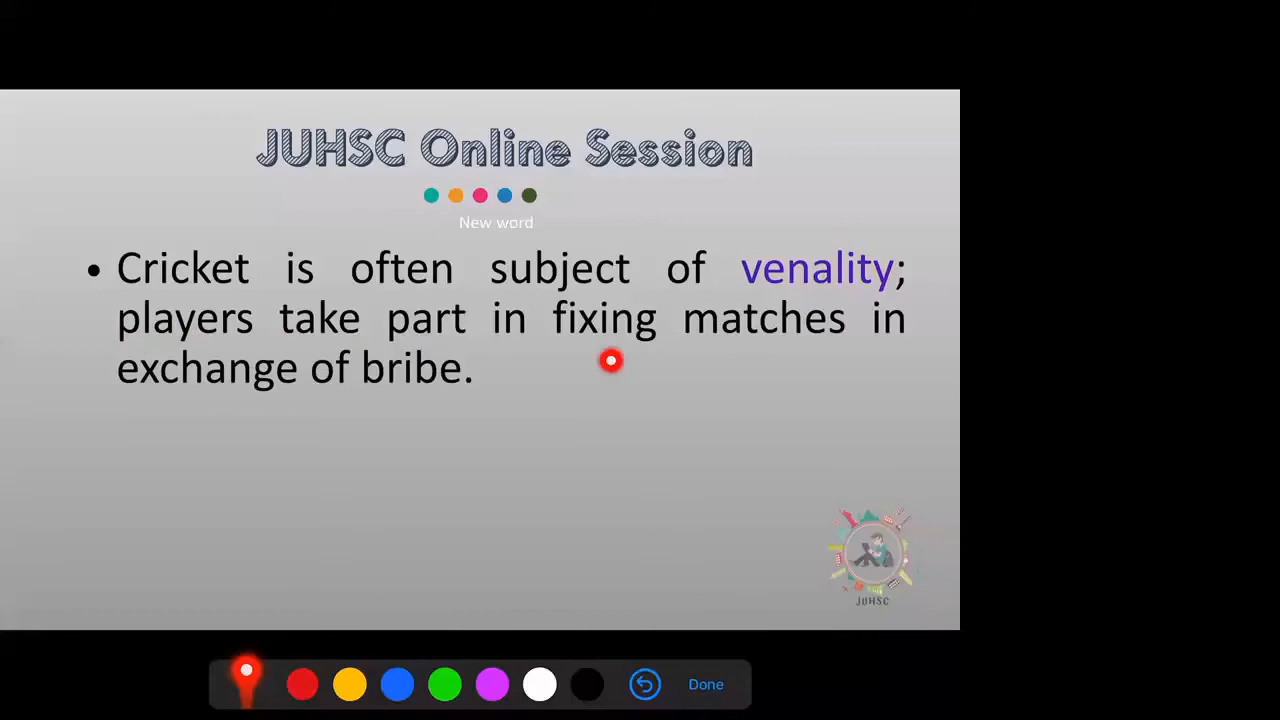 JUHSC Online Session
New word
• Cricket is often subject of venality;
players take part in fixing matches in
exchange of bribe.
JUHSC
Done